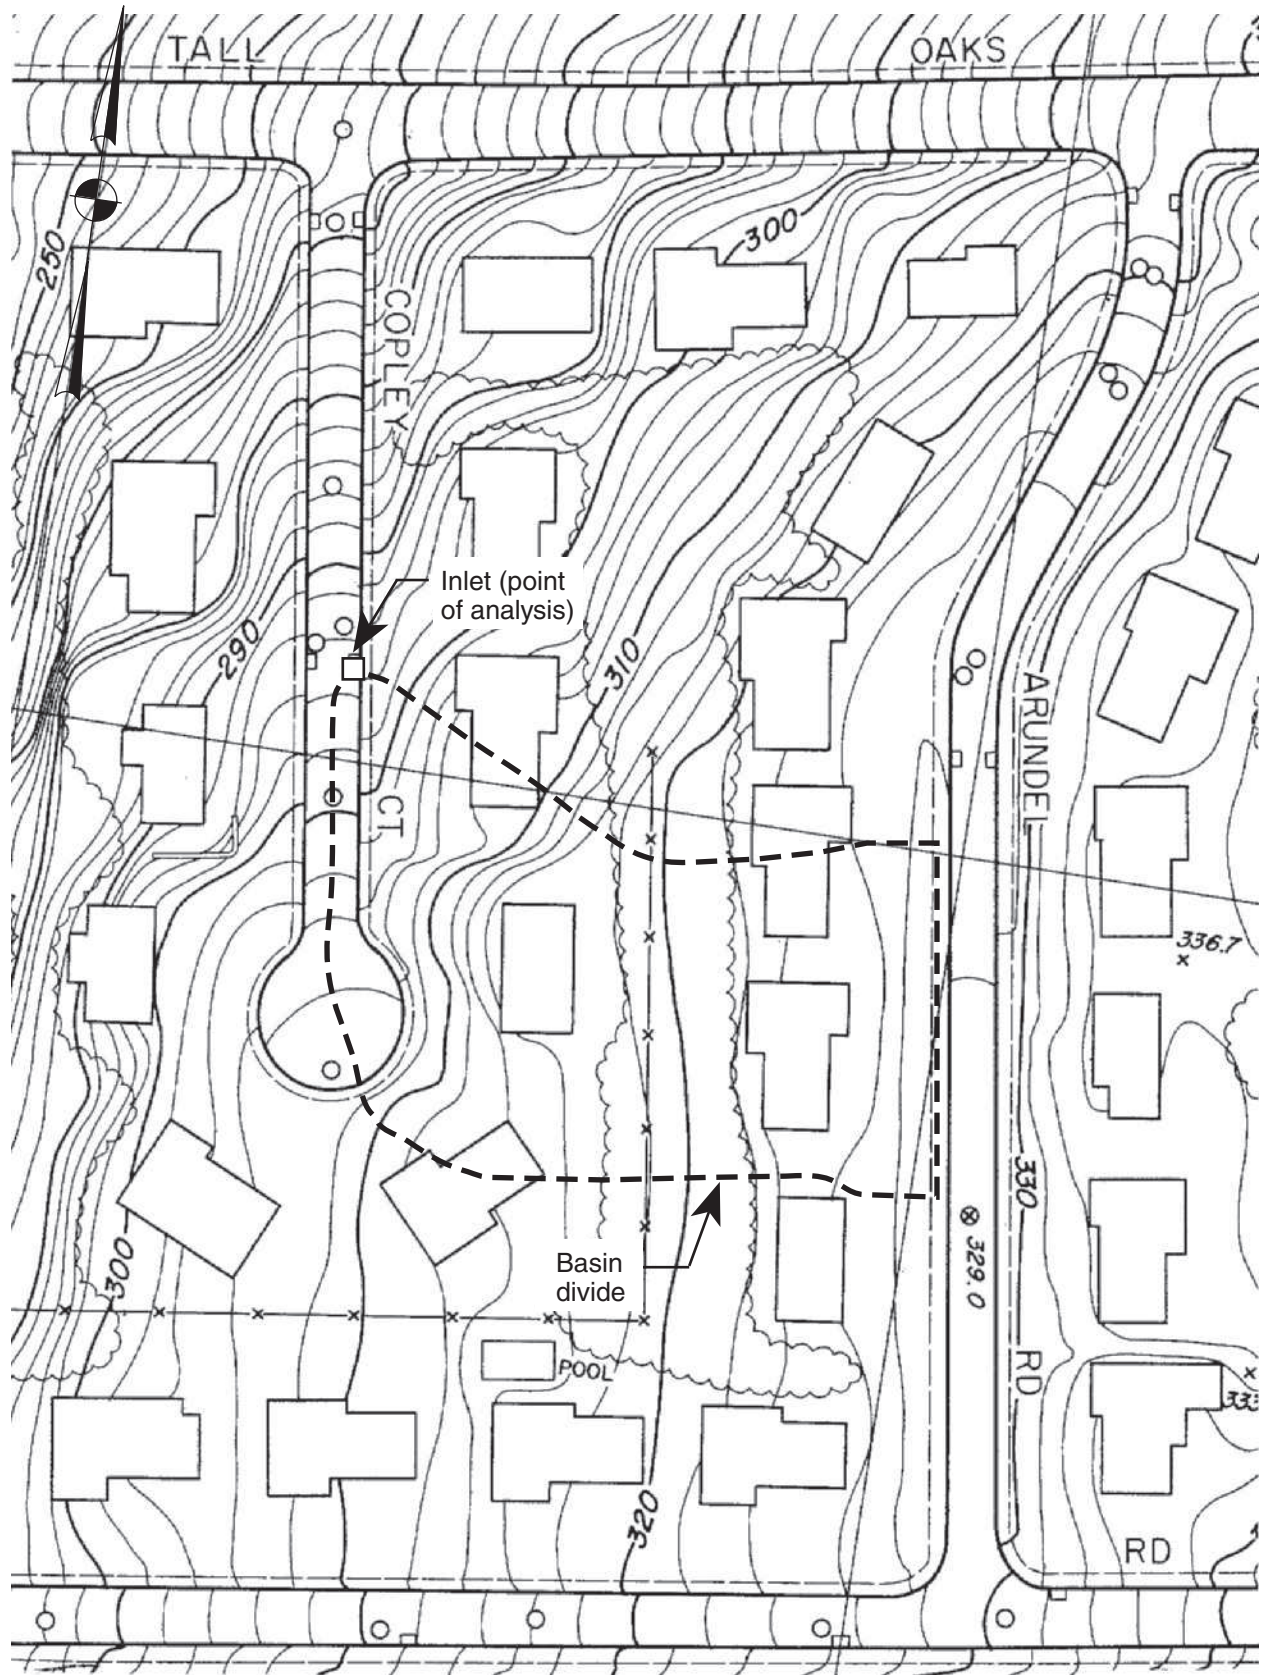 TALL
OAKS
250
300
COPLEY
Inlet (point
of analysis)
290
310
ARUNDEL
CT.
336.7
330
329.0
Basin
divide
300
POOL
RD
333
320
RD